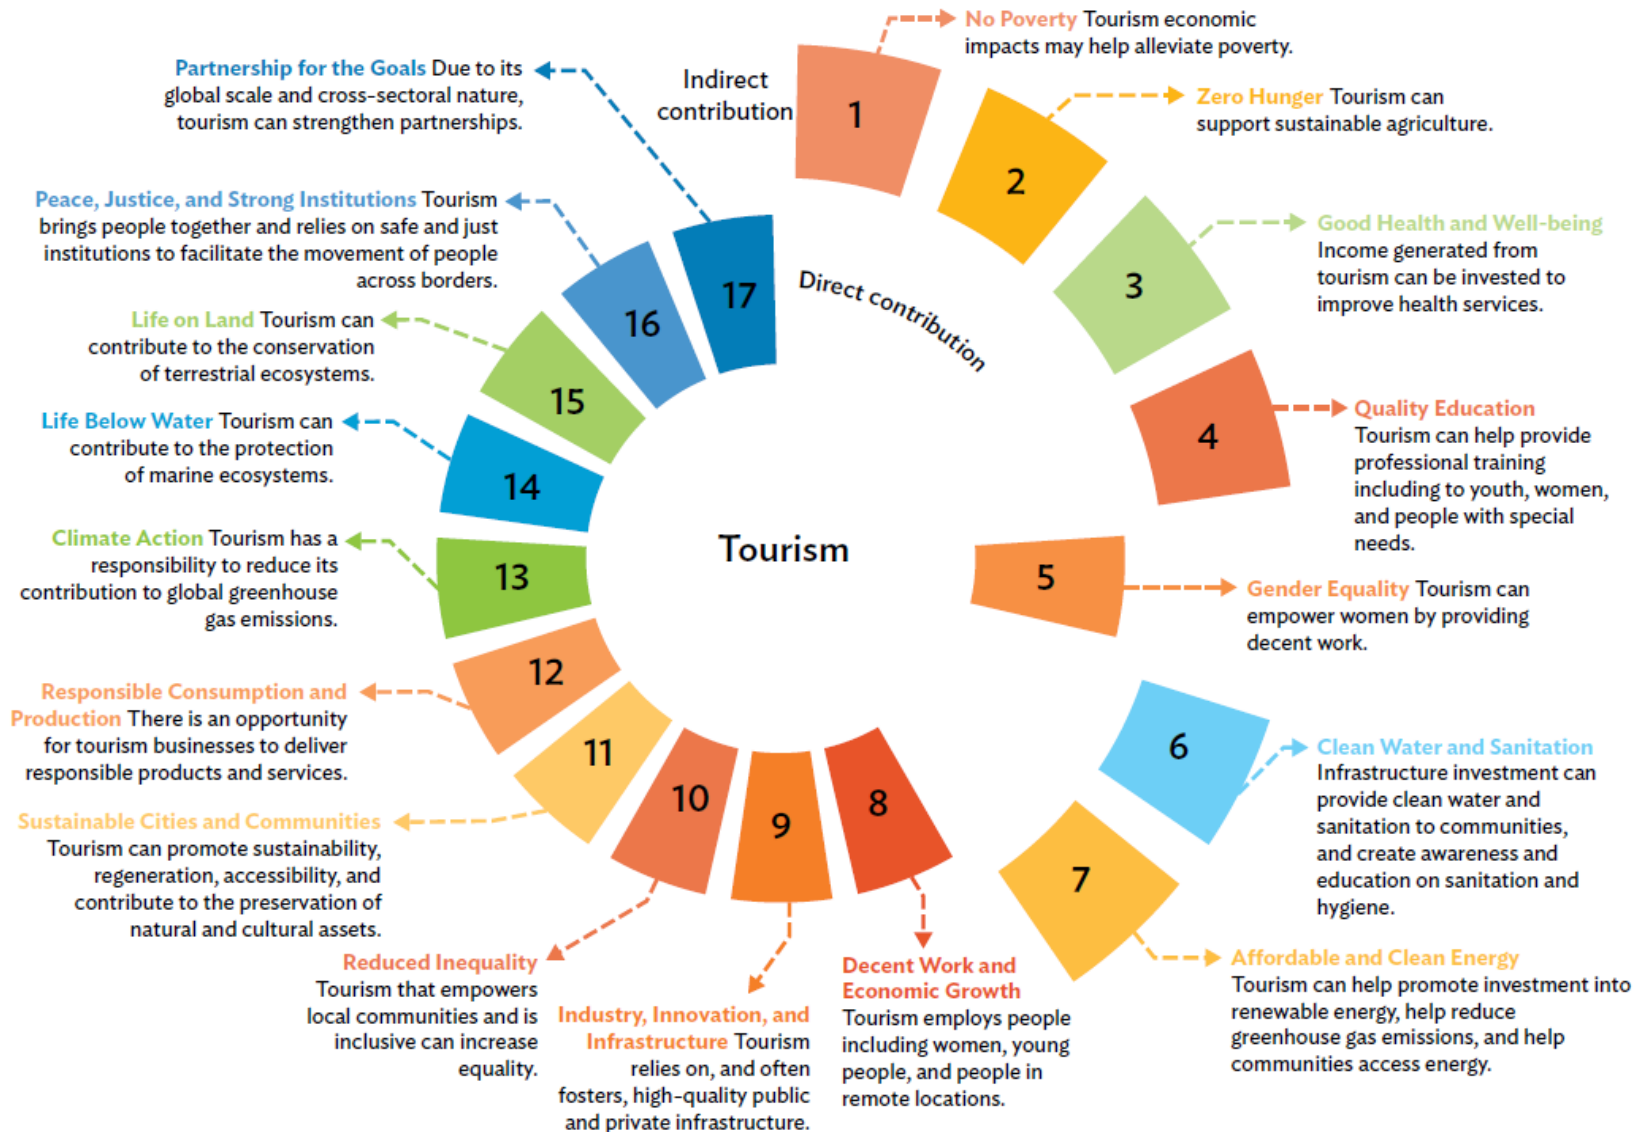 Tourism
Indirect
contribution
Direct contribution
1
No Poverty Tourism economic
impacts may help alleviate poverty.
2
Zero Hunger Tourism can
support sustainable agriculture.
3
Good Health and Well-being
Income generated from
tourism can be invested to
improve health services.
4
Quality Education
Tourism can help provide
professional training
including to youth, women,
and people with special
needs.
5
Gender Equality Tourism can
empower women by providing
decent work.
6
Clean Water and Sanitation
Infrastructure investment can
provide clean water and
sanitation to communities,
and create awareness and
education on sanitation and
hygiene.
7
Affordable and Clean Energy
Tourism can help promote investment into
renewable energy, help reduce
greenhouse gas emissions, and help
communities access energy.
8
Decent Work and
Economic Growth
Tourism employs people
including women, young
people, and people in
remote locations.
9
Industry, Innovation, and
Infrastructure Tourism
relies on, and often
fosters, high-quality public
and private infrastructure.
10
Reduced Inequality
Tourism that empowers
local communities and is
inclusive can increase
equality.
11
Sustainable Cities and Communities
Tourism can promote sustainability,
regeneration, accessibility, and
contribute to the preservation of
natural and cultural assets.
12
Responsible Consumption and
Production There is an opportunity
for tourism businesses to deliver
responsible products and services.
13
Climate Action Tourism has a
responsibility to reduce its
contribution to global greenhouse
gas emissions.
14
Life Below Water Tourism can
contribute to the protection
of marine ecosystems.
15
Life on Land Tourism can
contribute to the conservation
of terrestrial ecosystems.
16
Peace, Justice, and Strong Institutions Tourism
brings people together and relies on safe and just
institutions to facilitate the movement of people
across borders.
17
Partnership for the Goals Due to its
global scale and cross-sectoral nature,
tourism can strengthen partnerships.